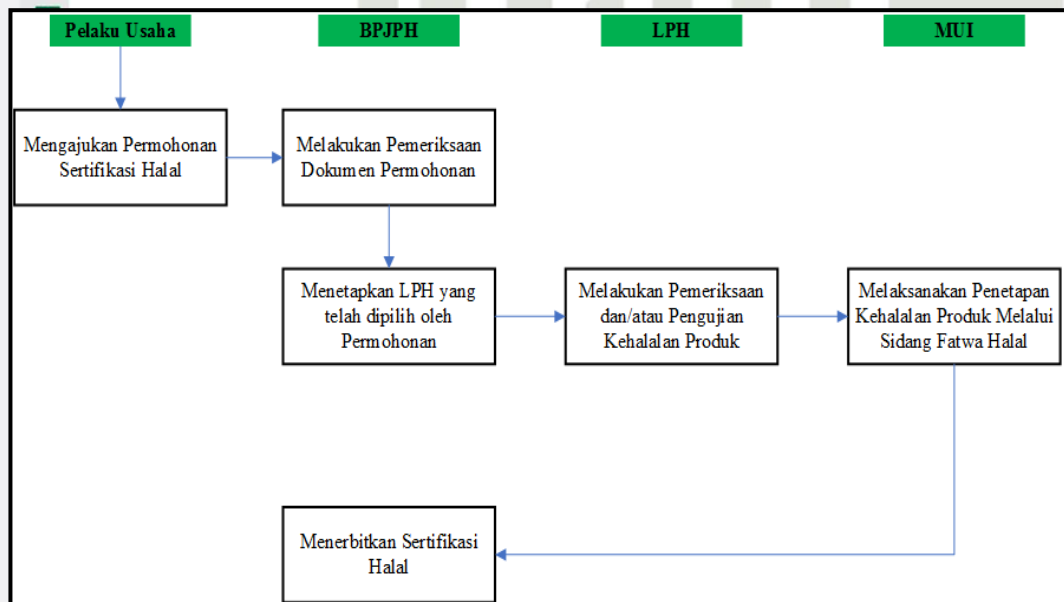 Pelaku Usaha
BPJPH
LPH
MUI
Mengajukan Permohonan
Sertifikasi Halal
Melakukan Pemeriksaan
Dokumen Permohonan
Menetapkan LPH yang
telah dipilih oleh
Permohonan
Melakukan Pemeriksaan
dan/atau Pengujian
Kehalalan Produk
Melaksanakan Penetapan
Kehalalan Produk Melalui
Sidang Fatwa Halal
Menerbitkan Sertifikasi
Halal